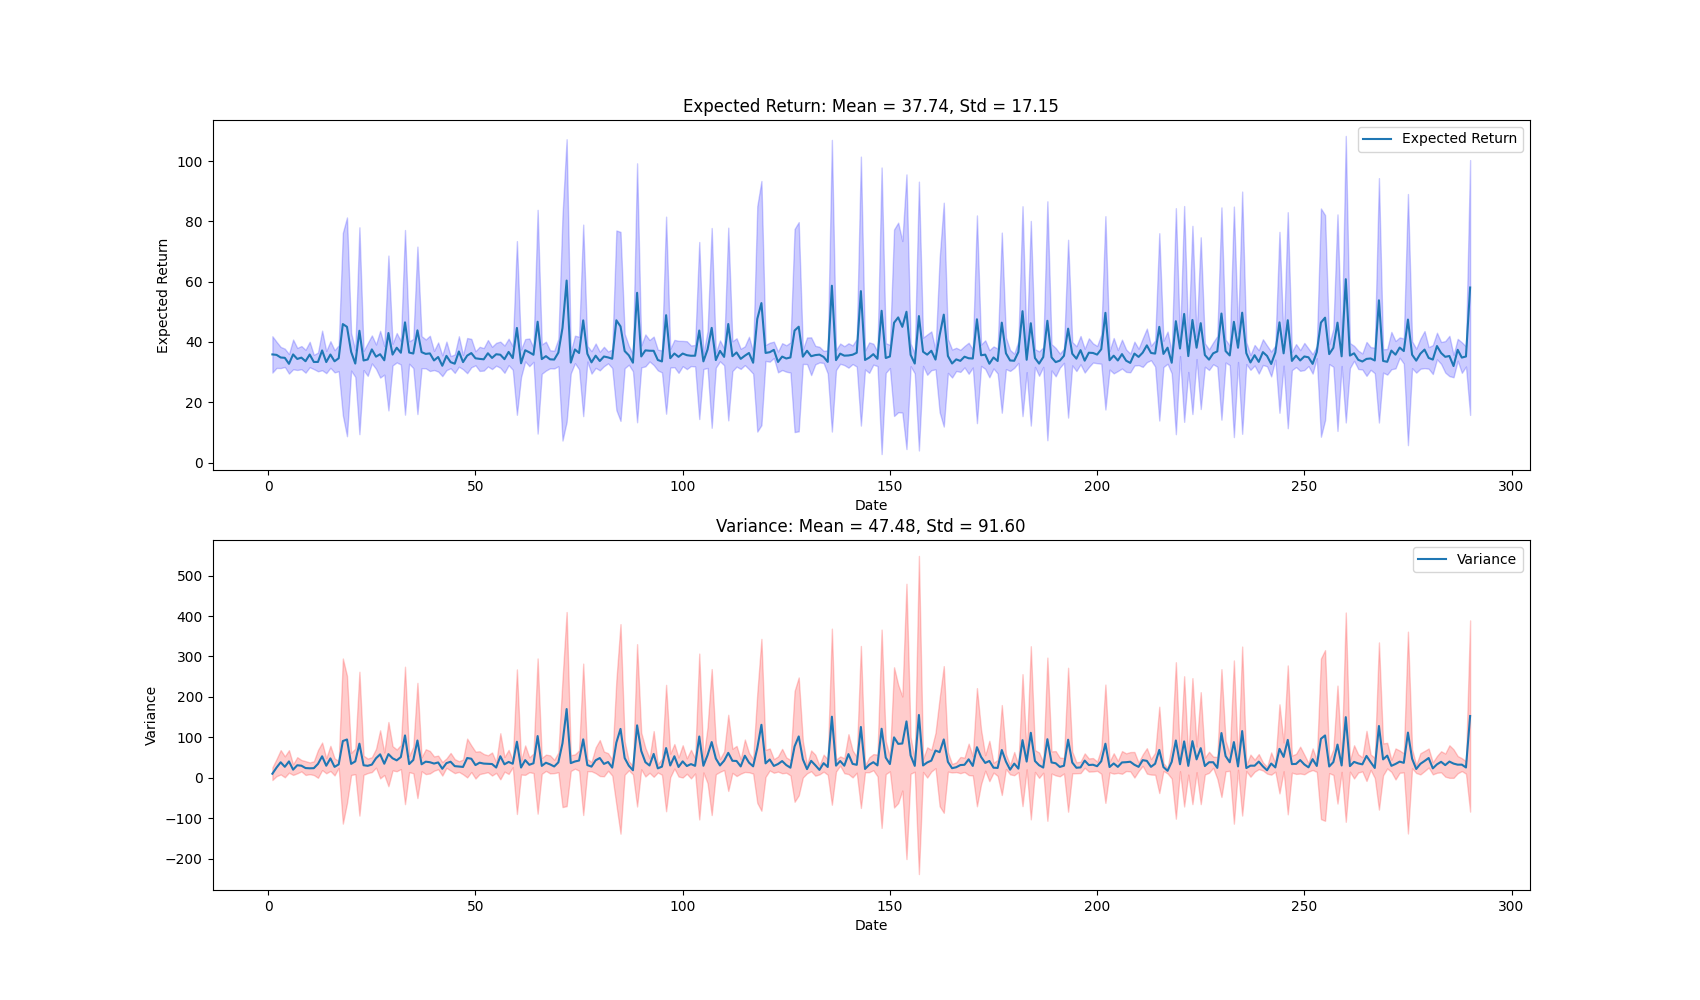 Expected Return: Mean = 37.74, Std = 17.15
Expected Return
100
80
60
40
20
0
Expected Return
0 50 100 150 200 250 300
Date
Variance: Mean = 47.48, Std = 91.60
Variance
500
400
300
200
100
0
−100
−200
Variance
0 50 100 150 200 250 300
Date